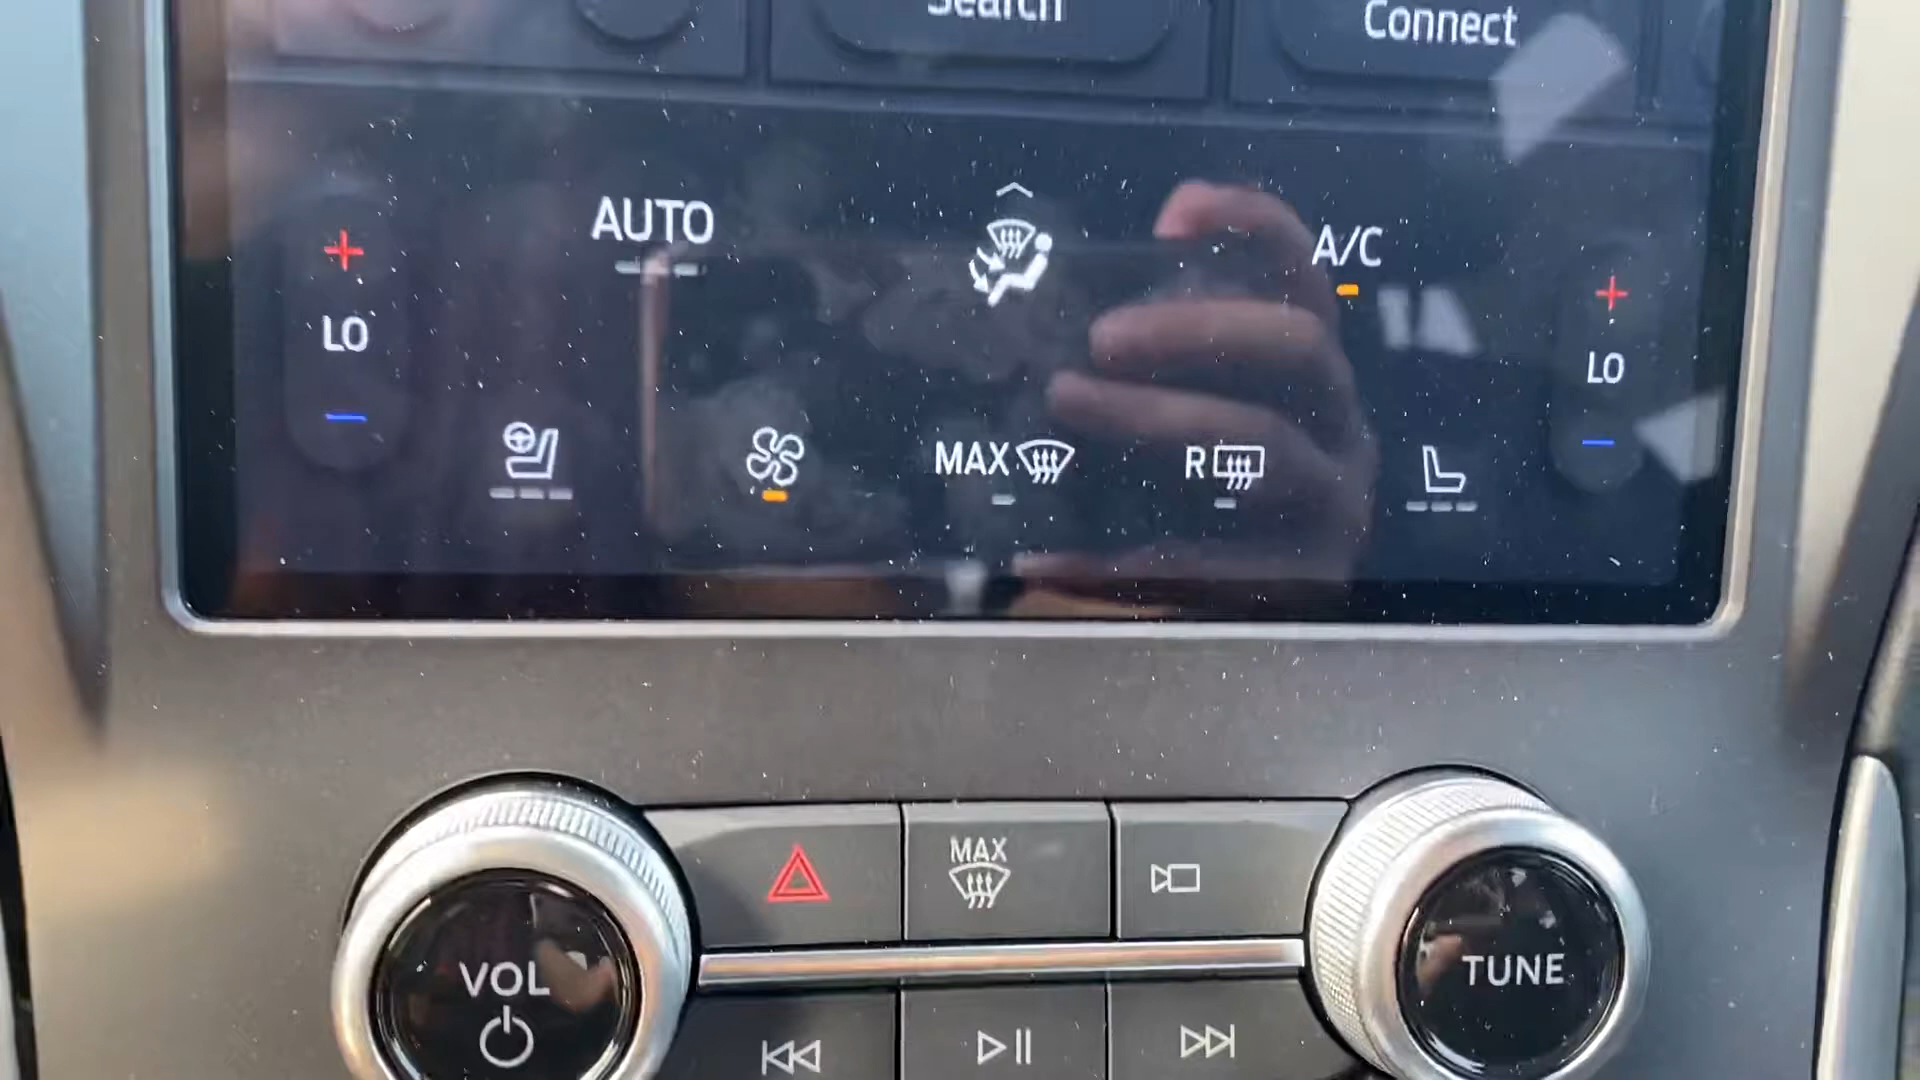 Search
Connect
AUTO
A/C
LO
LO
MAX
R
MAX
VOL
TUNE